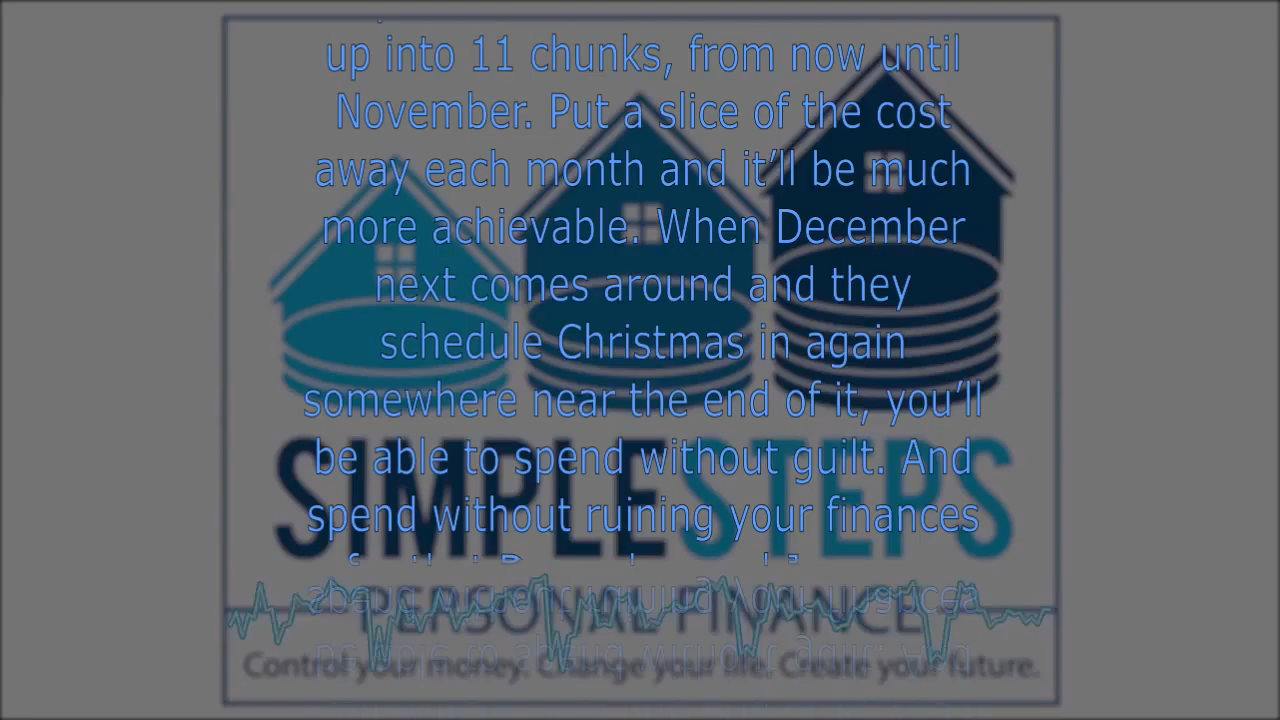 up into 11 chunks, from now until
November. Put a slice of the cost
away each month and it’ll be much
more achievable. When December
next comes around and they
schedule Christmas in again
somewhere near the end of it, you’ll
be able to spend without guilt. And
spend without ruining your finances
SIMPLESTEPS
PERSONAL FINANCE
Control your money. Change your life. Create your future.